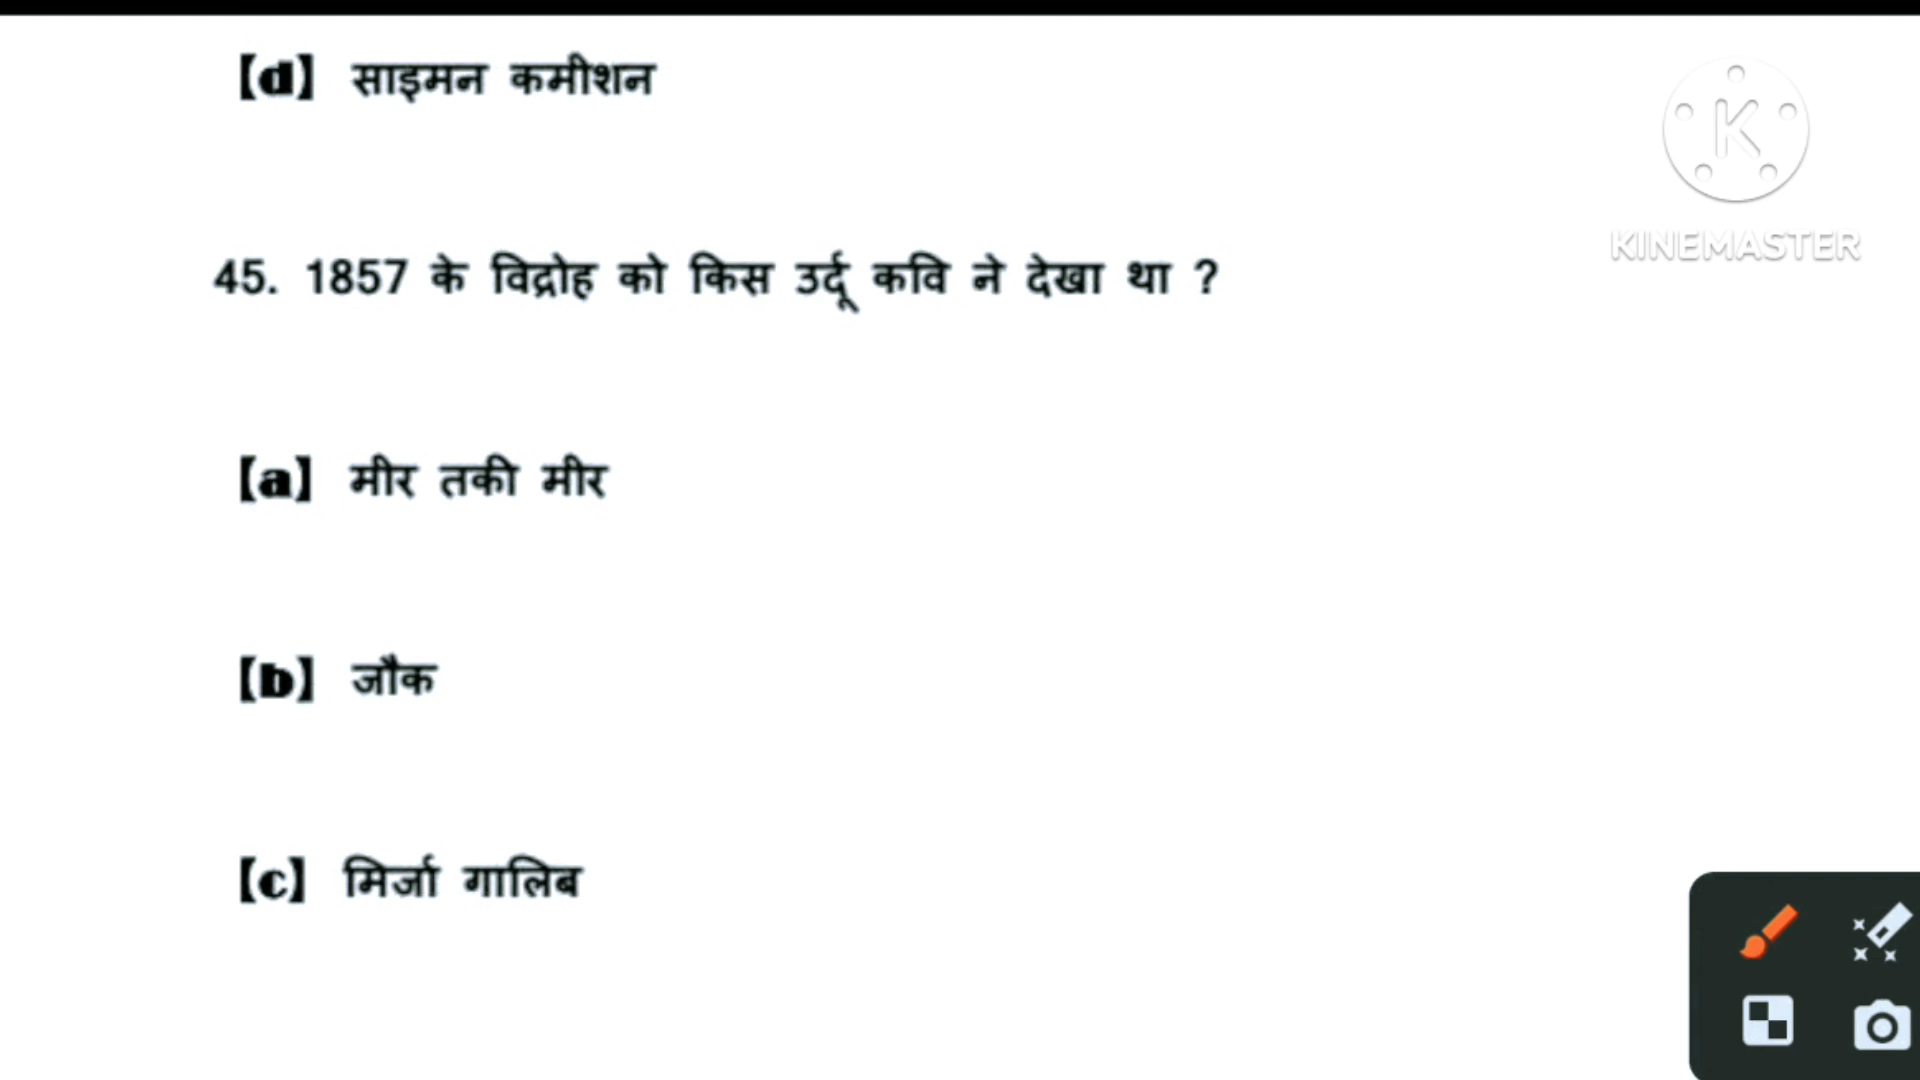 【d】 साइमन कमीशन
KINEMASTER
45. 1857 के विद्रोह को किस उर्दू कवि ने देखा था ?
【a】 मीर तकी मीर
【b】 जौक
【c】 मिर्जा गालिब